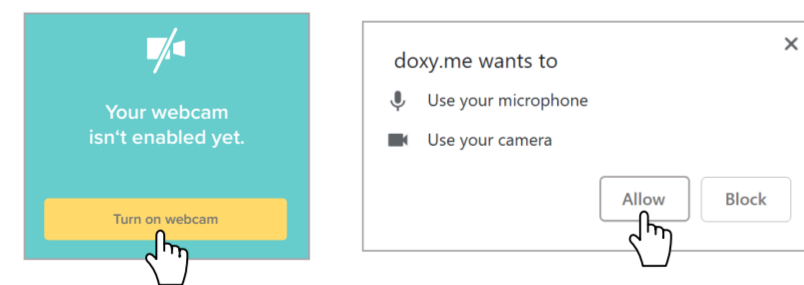 Your webcam
isn't enabled yet.
Turn on webcam
doxy.me wants to
Use your microphone
Use your camera
Allow
Block